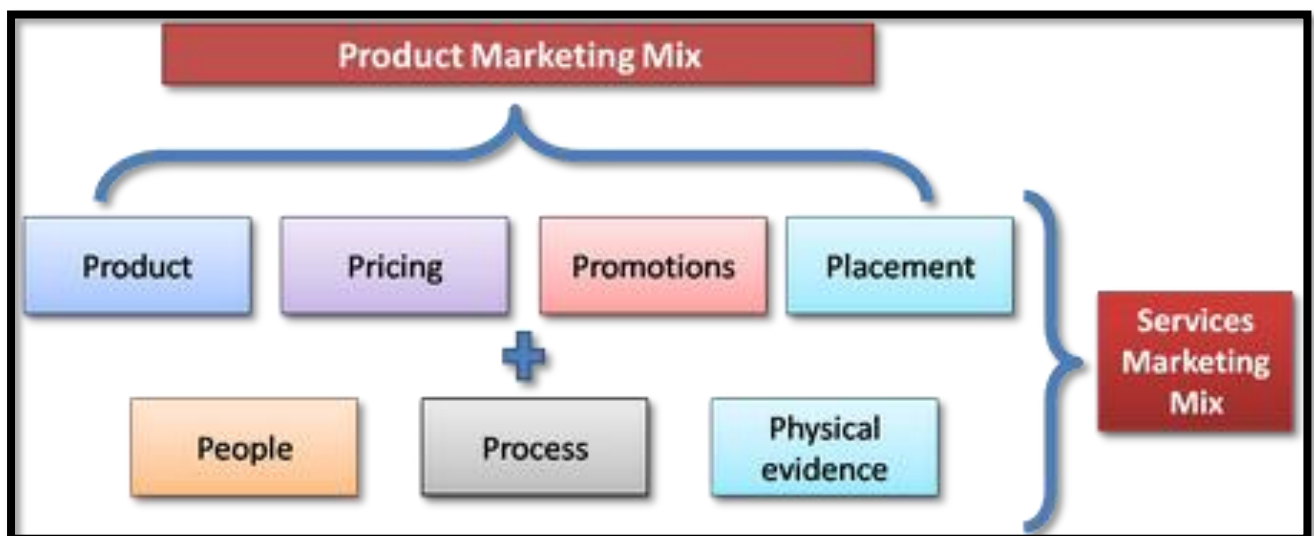 Product Marketing Mix
Product
Pricing
Promotions
Placement
Services
Marketing
Mix
People
Process
Physical
evidence